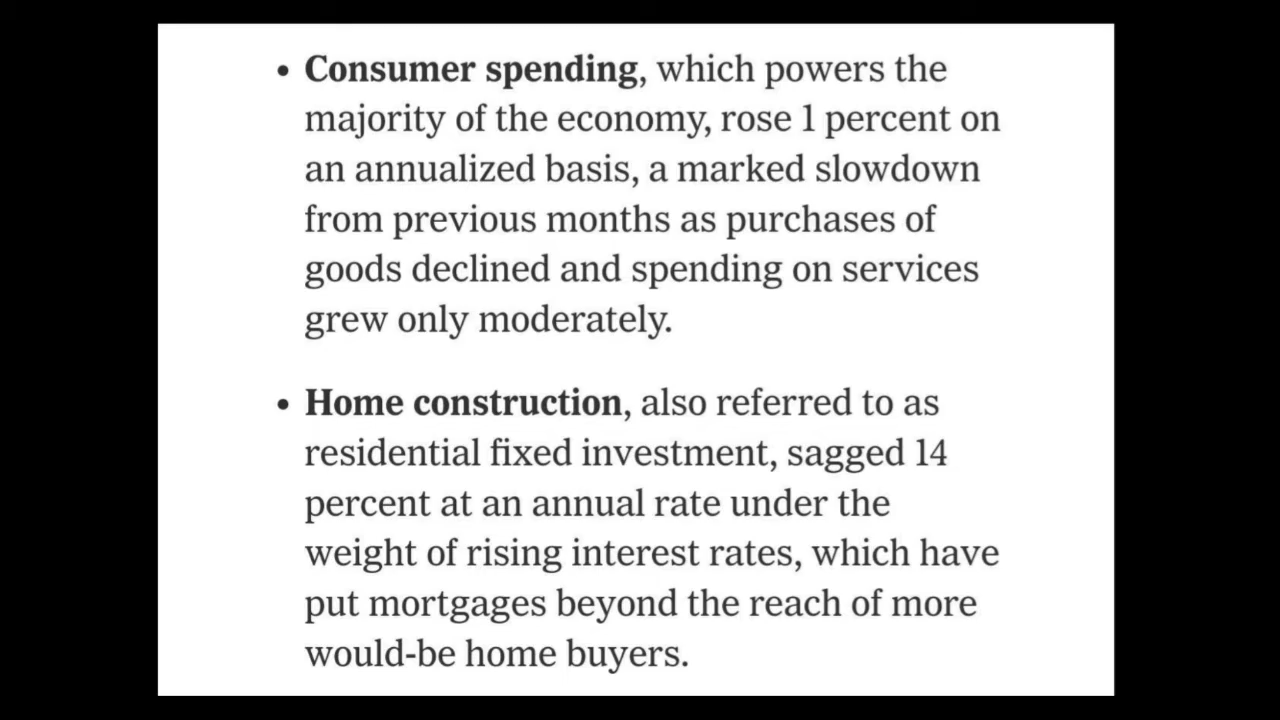 • Consumer spending, which powers the
majority of the economy, rose 1 percent on
an annualized basis, a marked slowdown
from previous months as purchases of
goods declined and spending on services
grew only moderately.
• Home construction, also referred to as
residential fixed investment, sagged 14
percent at an annual rate under the
weight of rising interest rates, which have
put mortgages beyond the reach of more
would-be home buyers.